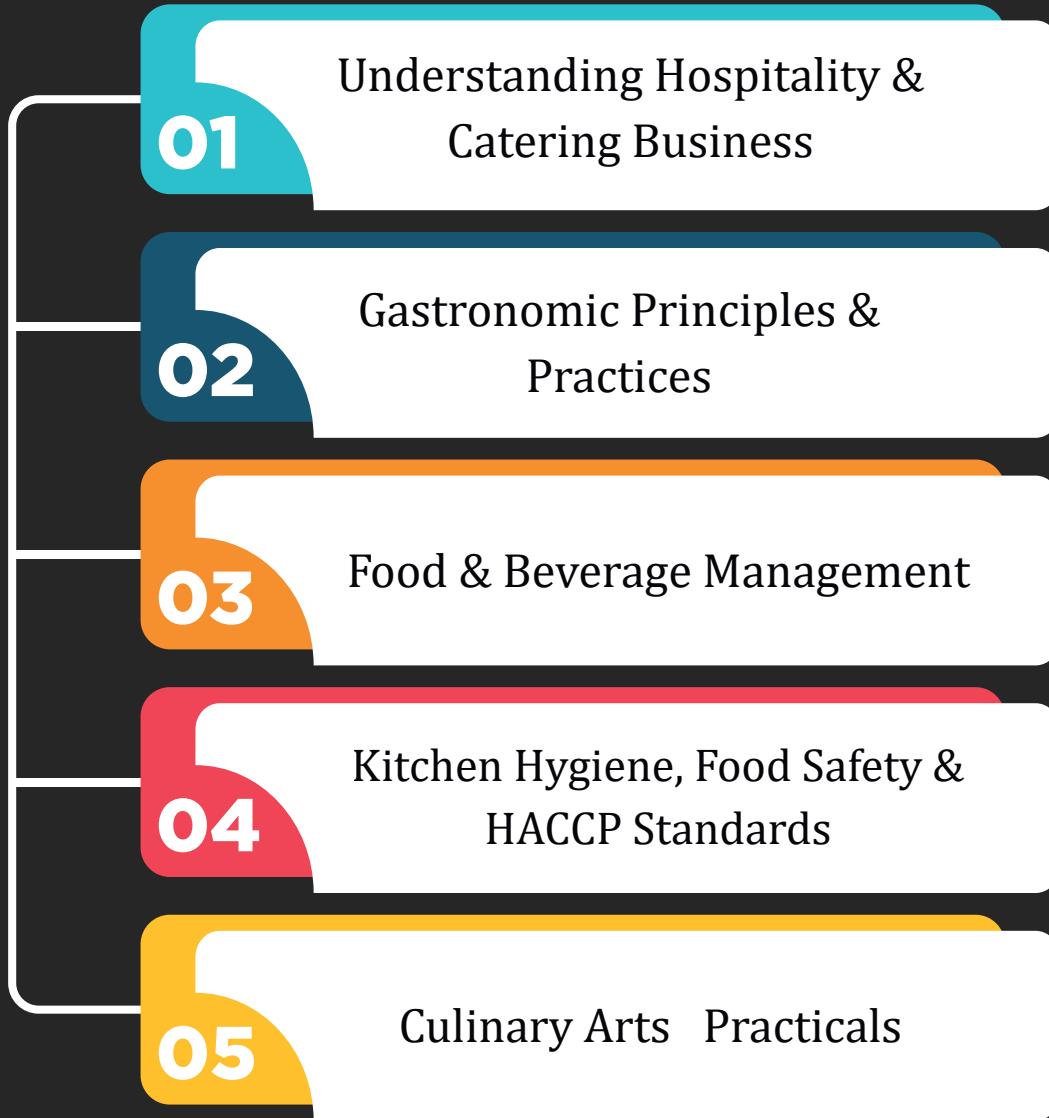 01
Understanding Hospitality &
Catering Business
02
Gastronomic Principles &
Practices
03
Food & Beverage Management
04
Kitchen Hygiene, Food Safety &
HACCP Standards
05
Culinary Arts   Practicals